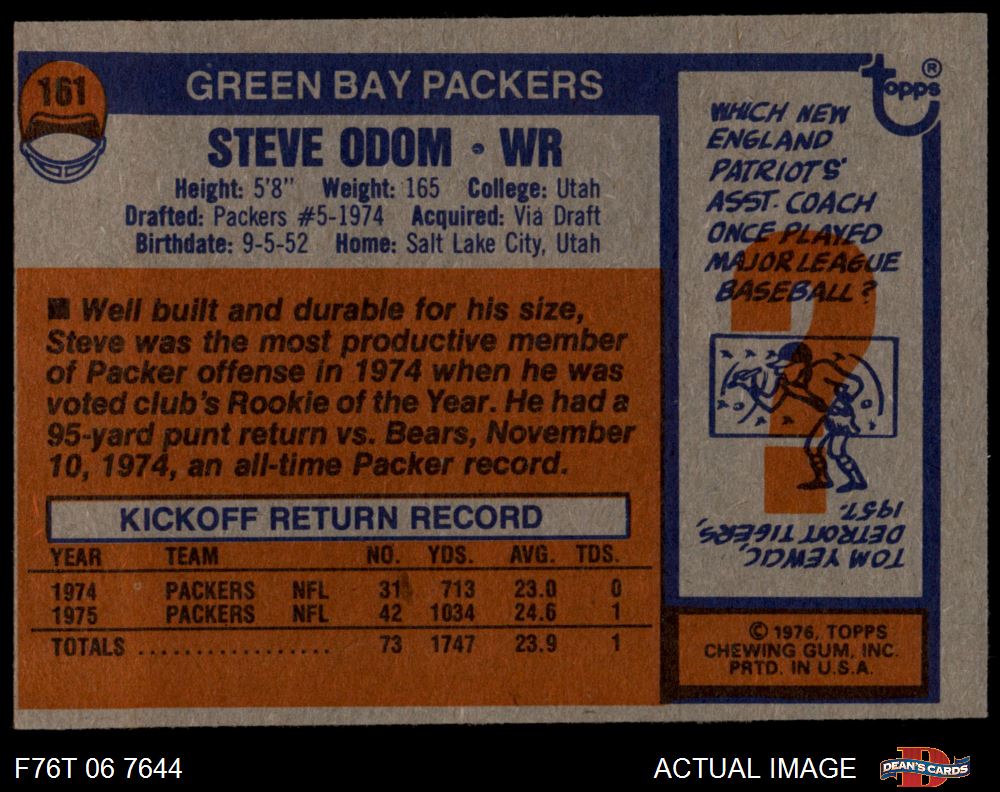 161
GREEN BAY PACKERS
topps®
STEVE ODOM • WR
Height: 5'8" Weight: 165 College: Utah
Drafted: Packers #5-1974 Acquired: Via Draft
Birthdate: 9-5-52 Home: Salt Lake City, Utah
■ Well built and durable for his size,
Steve was the most productive member
of Packer offense in 1974 when he was
voted club's Rookie of the Year. He had a
95-yard punt return vs. Bears, November
10, 1974, an all-time Packer record.
KICKOFF RETURN RECORD
YEAR TEAM NO. YDS. AVG. TDS.
1974 PACKERS NFL 31 713 23.0 0
1975 PACKERS NFL 42 1034 24.6 1
TOTALS .................. 73 1747 23.9 1
WHICH NEW
ENGLAND
PATRIOTS'
ASST. COACH
ONCE PLAYED
MAJOR LEAGUE
BASEBALL?
?
TOM YEWCIC,
DETROIT TIGERS,
1957.
© 1976, TOPPS
CHEWING GUM, INC.
PRTD. IN U.S.A.
F76T 06 7644
ACTUAL IMAGE
D
DEAN'S CARDS